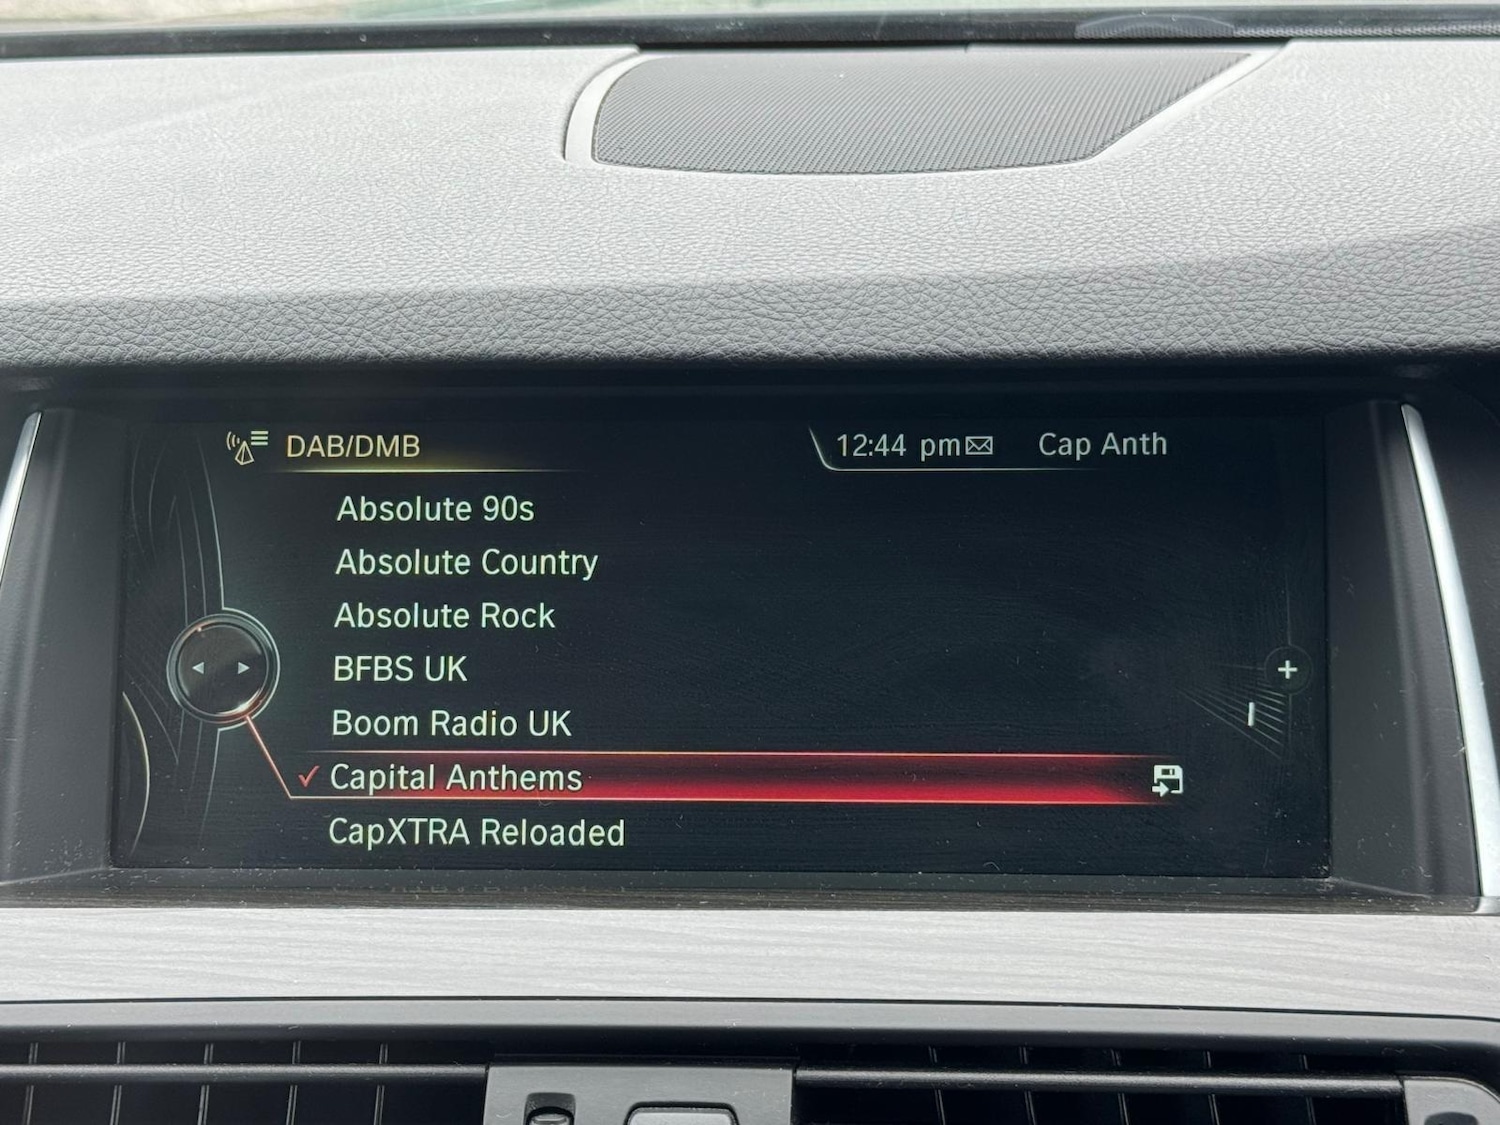 DAB/DMB 12:44 pm Cap Anth
Absolute 90s
Absolute Country
Absolute Rock
BFBS UK
Boom Radio UK
Capital Anthems
CapXTRA Reloaded